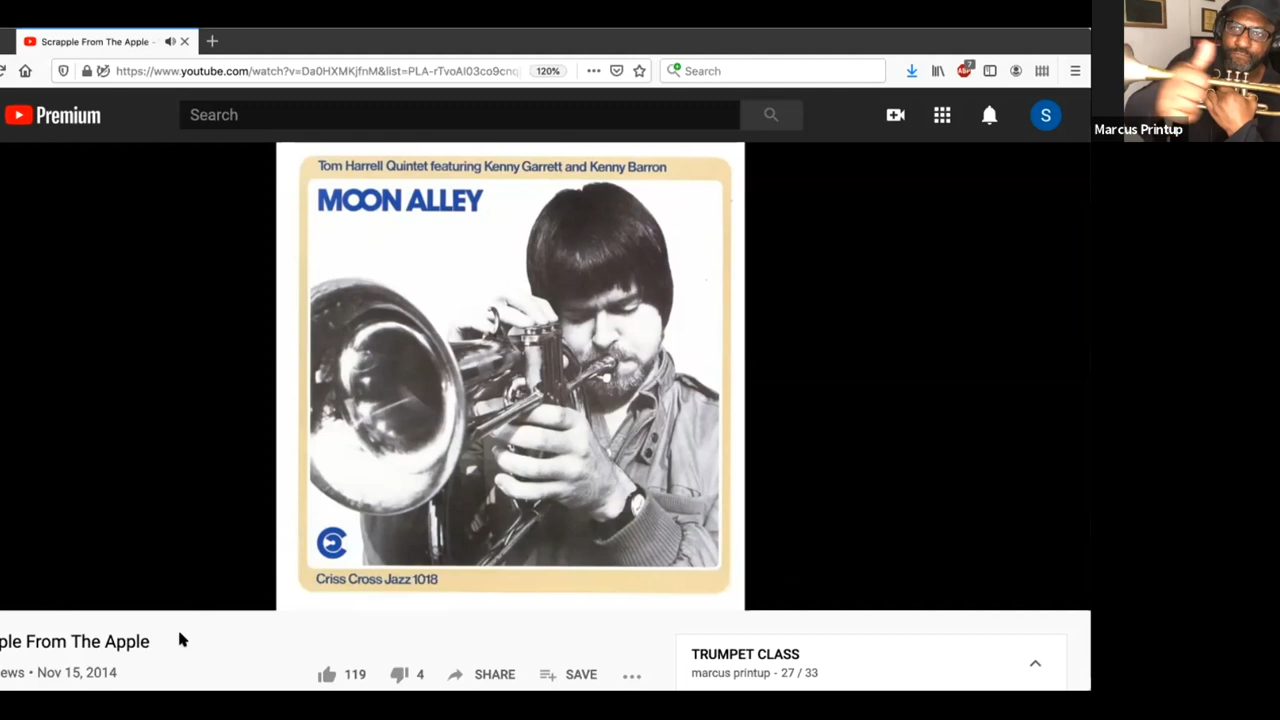 Scrapple From The Apple -
https://www.youtube.com/watch?v=Da0HXMKjfnM&list=PLA-rTvoAl03co9cnq
120%
Search
7
Premium
Search
S
Marcus Printup
Tom Harrell Quintet featuring Kenny Garrett and Kenny Barron
MOON ALLEY
Criss Cross Jazz 1018
ple From The Apple
ews • Nov 15, 2014
119
4
SHARE
SAVE
TRUMPET CLASS
marcus printup - 27 / 33